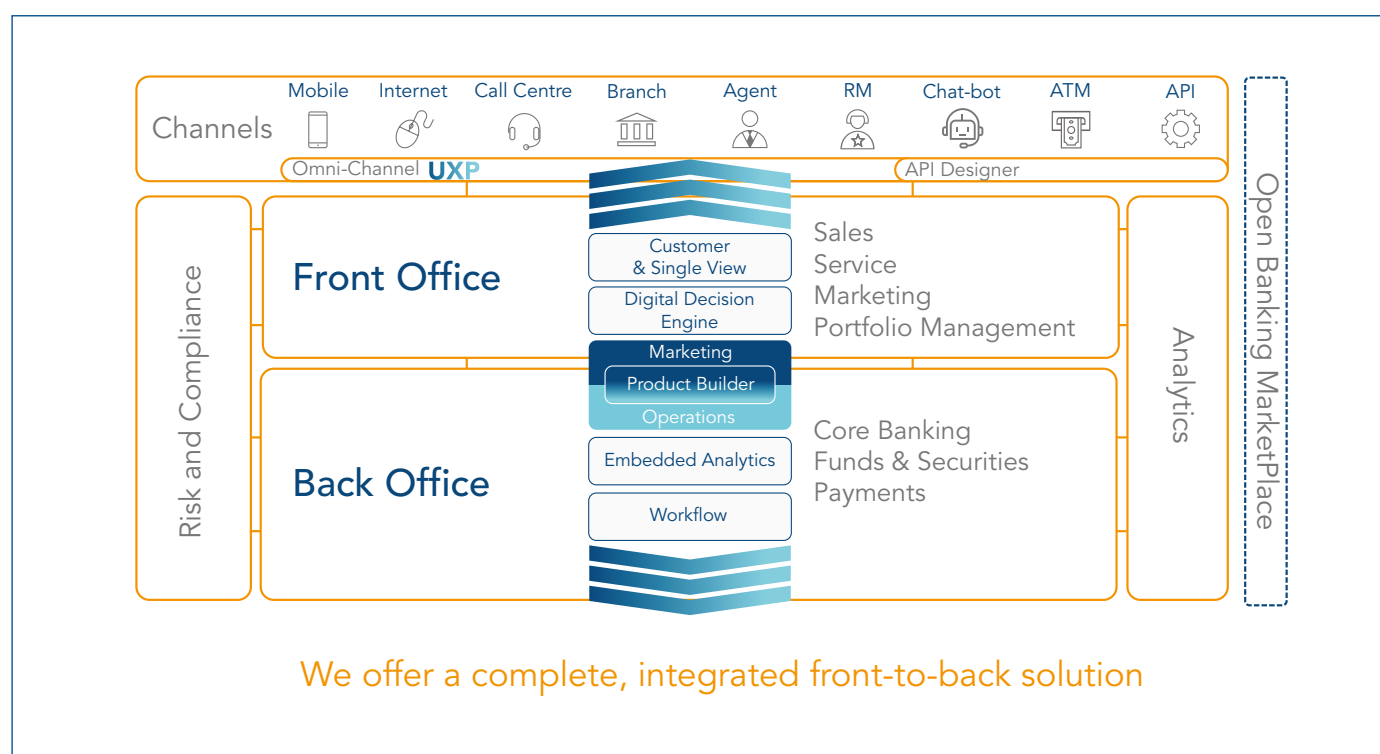 Mobile
Internet
Call Centre
Branch
Agent
RM
Chat-bot
ATM
API
Channels
Omni-Channel UXP
API Designer
Risk and Compliance
Front Office
Customer
& Single View
Digital Decision
Engine
Sales
Service
Marketing
Portfolio Management
Marketing
Product Builder
Operations
Back Office
Embedded Analytics
Workflow
Core Banking
Funds & Securities
Payments
Analytics
Open Banking MarketPlace
We offer a complete, integrated front-to-back solution